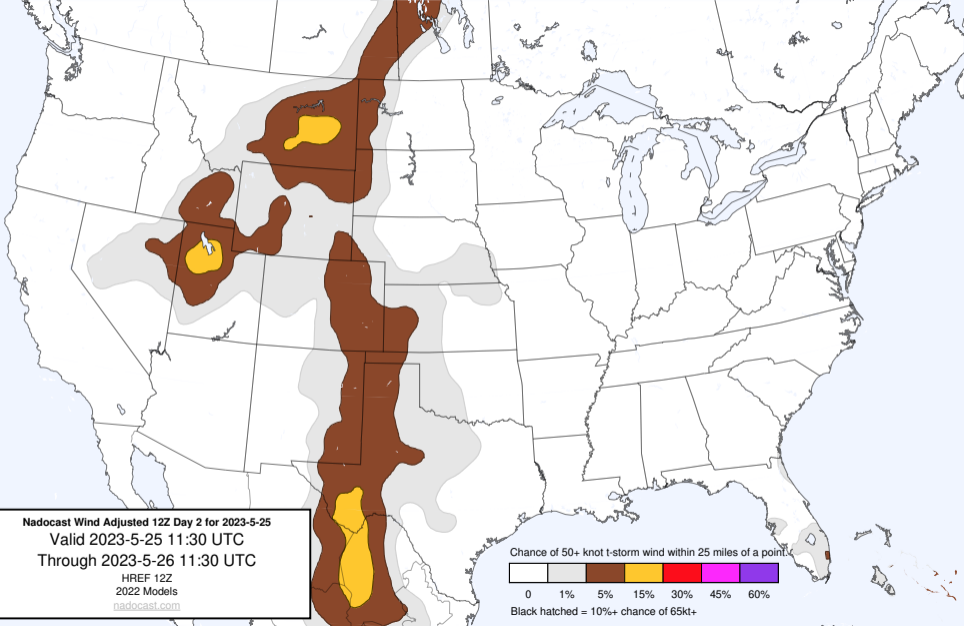 Nadocast Wind Adjusted 12Z Day 2 for 2023-5-25
Valid 2023-5-25 11:30 UTC
Through 2023-5-26 11:30 UTC
HREF 12Z
2022 Models
nadocast.com
Chance of 50+ knot t-storm wind within 25 miles of a point.
0 1% 5% 15% 30% 45% 60%
Black hatched = 10%+ chance of 65kt+